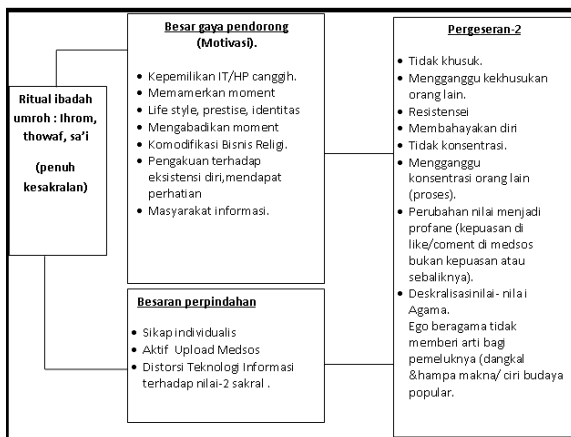 Ritual ibadah
umroh : Ihrom,
thowaf, sa'i
(penuh
kesakralan)
Besar gaya pendorong
(Motivasi).
• Kepemilikan IT/HP canggih.
• Memamerkan moment
• Life style, prestise, identitas
• Mengabadikan moment
• Komodifikasi Bisnis Religi.
• Pengakuan terhadap
eksistensi diri,mendapat
perhatian
• Masyarakat informasi.
Besaran perpindahan
• Sikap individualis
• Aktif Upload Medsos
• Distorsi Teknologi Informasi
terhadap nilai-2 sakral .
Pergeseran-2
• Tidak khusuk.
• Mengganggu kekhusukan
orang lain.
• Resistensei
• Membahayakan diri
• Tidak konsentrasi.
• Mengganggu
konsentrasi orang lain
(proses).
• Perubahan nilai menjadi
profane (kepuasan di
like/coment di medsos
bukan kepuasan atau
sebaliknya).
• Deskralisasinilai- nilai
Agama.
Ego beragama tidak
memberi arti bagi
pemeluknya (dangkal
&hampa makna/ ciri budaya
popular.